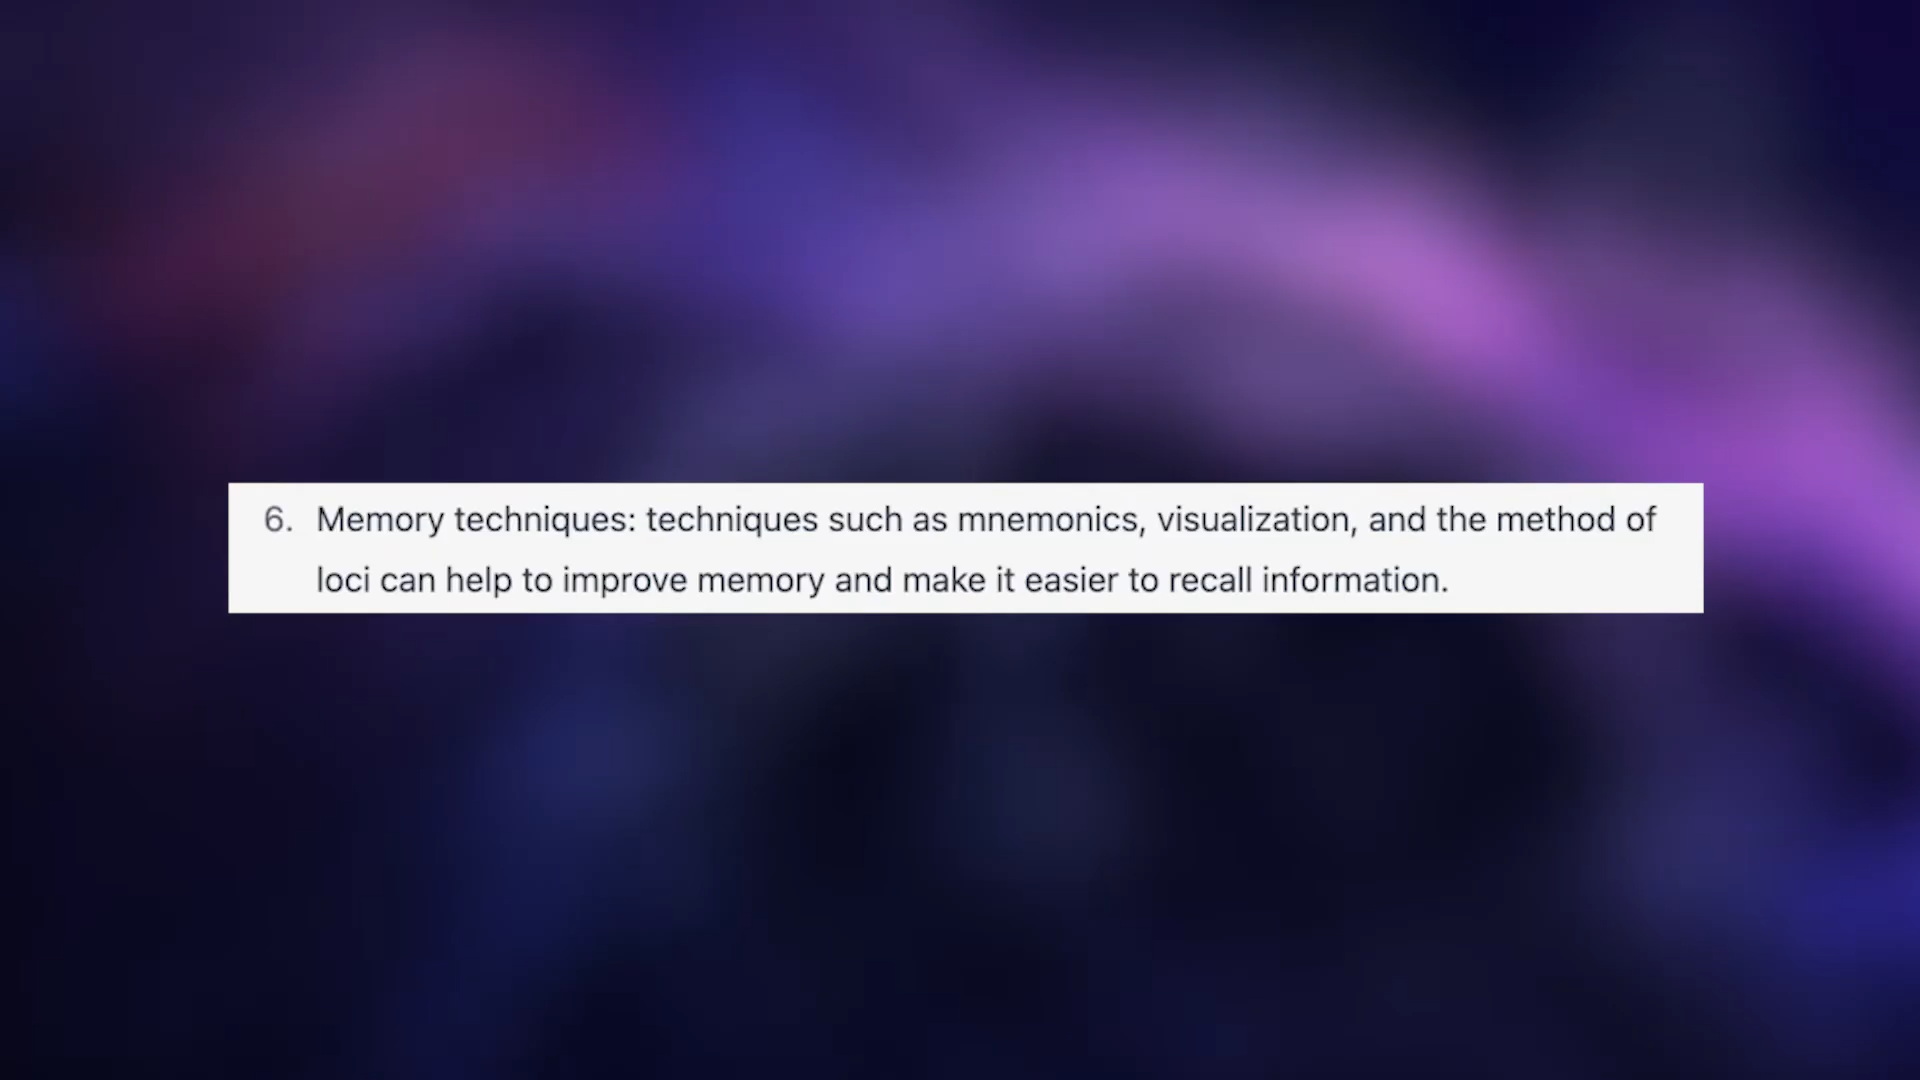 6. Memory techniques: techniques such as mnemonics, visualization, and the method of
loci can help to improve memory and make it easier to recall information.